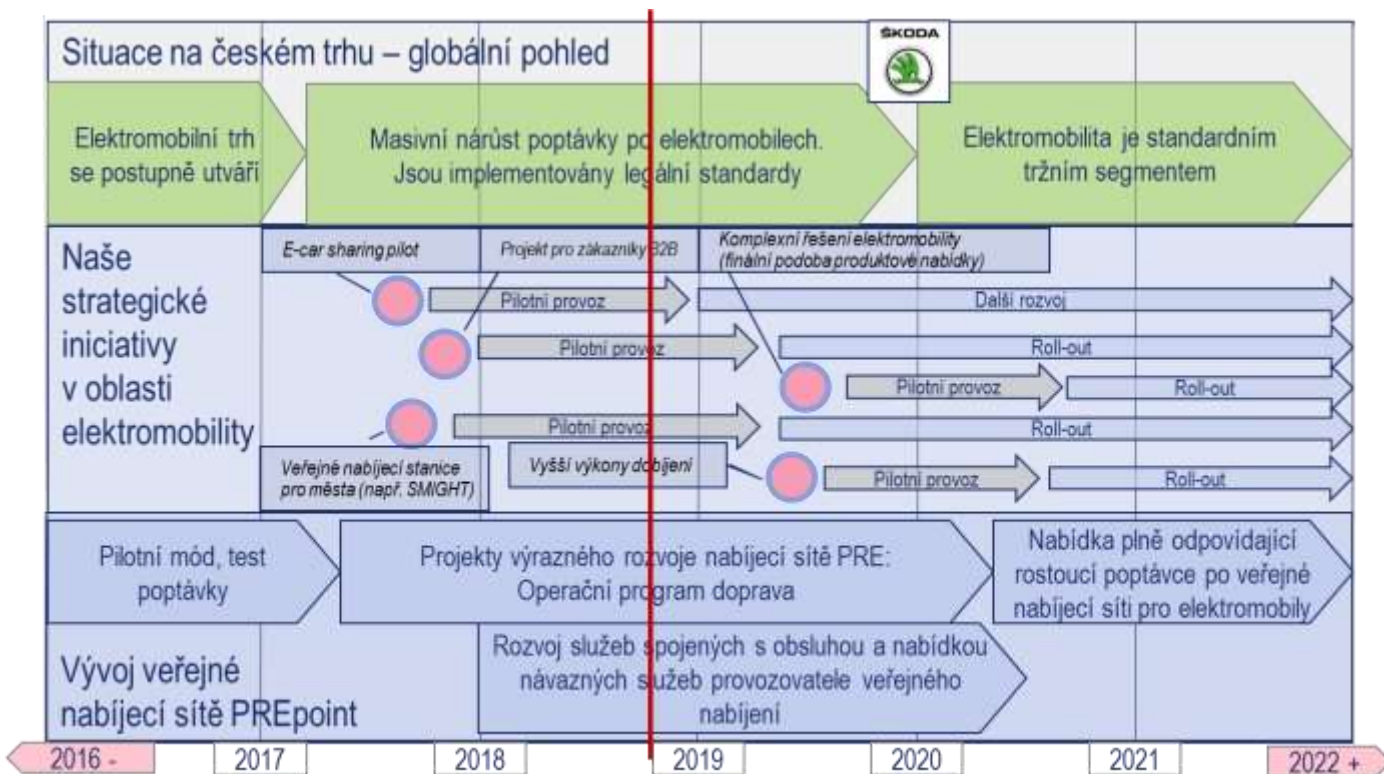 Situace na českém trhu – globální pohled
ŠKODA
Elektromobilní trh
se postupně utváří
Masivní nárůst poptávky po elektromobilech.
Jsou implementovány legální standardy
Elektromobilita je standardním
tržním segmentem
Naše
strategické
iniciativy
v oblasti
elektromobility
E-car sharing pilot
Projekt pro zákazníky B2B
Komplexní řešení elektromobility
(finální podoba produktové nabídky)
Pilotní provoz
Další rozvoj
Pilotní provoz
Roll-out
Pilotní provoz
Roll-out
Pilotní provoz
Roll-out
Veřejné nabíjecí stanice
pro města (např. SMIGHT)
Vyšší výkony dobíjení
Pilotní provoz
Roll-out
Pilotní mód, test
poptávky
Projekty výrazného rozvoje nabíjecí sítě PRE:
Operační program doprava
Nabídka plně odpovídající
rostoucí poptávce po veřejné
nabíjecí síti pro elektromobily
Vývoj veřejné
nabíjecí sítě PREpoint
Rozvoj služeb spojených s obsluhou a nabídkou
návazných služeb provozovatele veřejného
nabíjení
2016 -
2017
2018
2019
2020
2021
2022 +